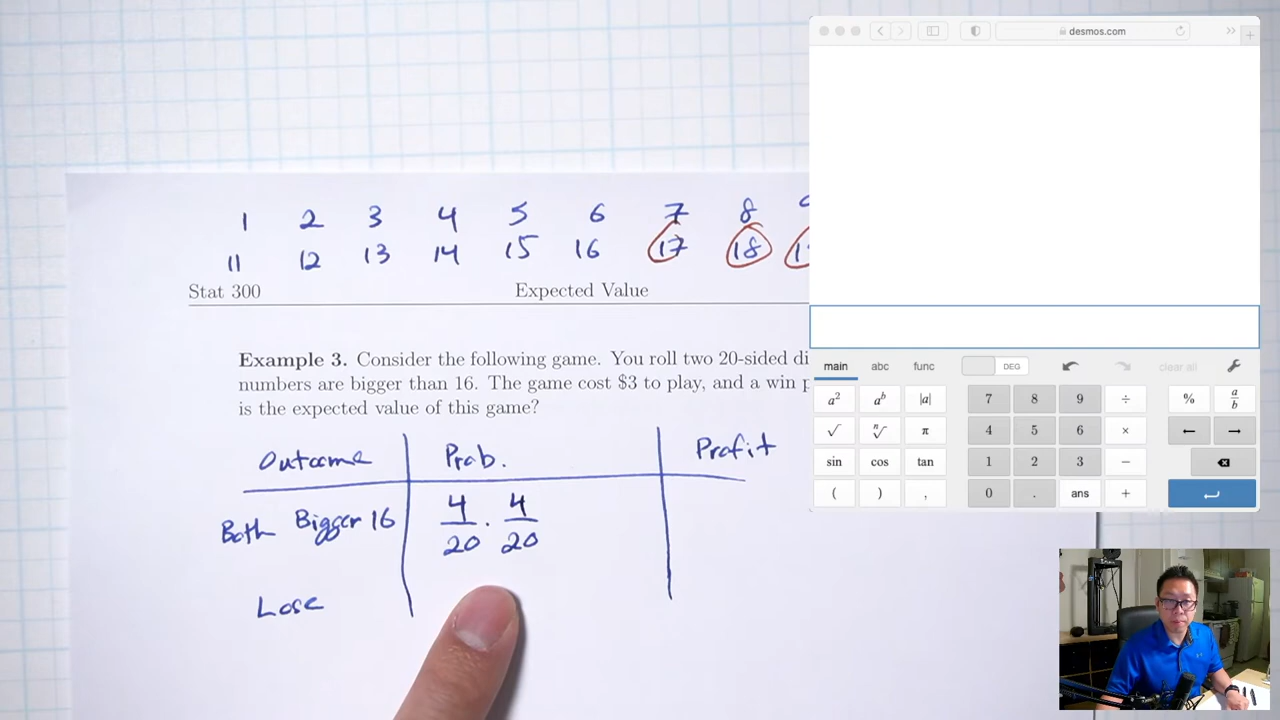 desmos.com
1 2 3 4 5 6 7 8
11 12 13 14 15 16 17 18
Stat 300 Expected Value
Example 3. Consider the following game. You roll two 20-sided di
numbers are bigger than 16. The game cost $3 to play, and a win p
is the expected value of this game?
Outcome Prob. Profit
Both Bigger 16 4/20 · 4/20
Lose
main abc func DEG clear all
a² aᵇ |a| 7 8 9 ÷ % a/b
√ ⁿ√ π 4 5 6 × ← →
sin cos tan 1 2 3 −
( ) , 0 . ans +